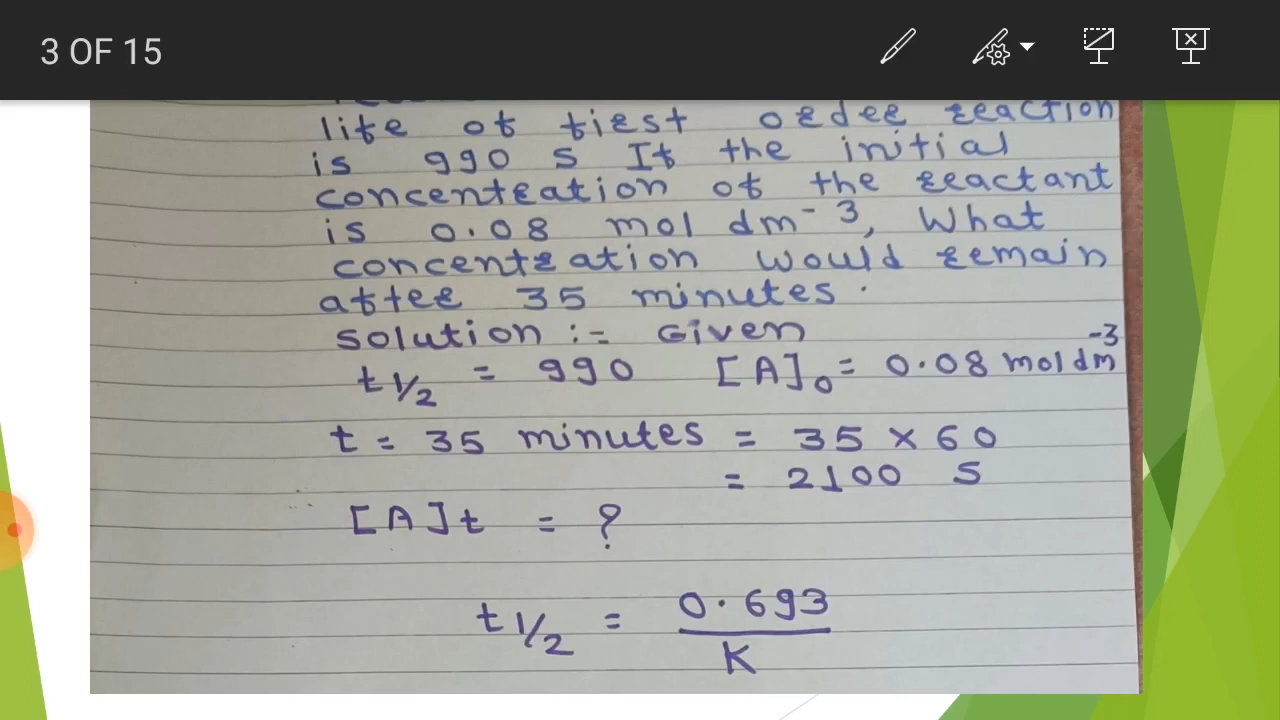 3 OF 15
life of first order reaction
is 990 s If the initial
concentration of the reactant
is 0.08 mol dm⁻³, What
concentration would remain
after 35 minutes.
Solution :- Given
t1/2 = 990 [A]₀ = 0.08 mol dm⁻³
t = 35 minutes = 35 × 60
= 2100 S
[A]t = ?
t1/2 = 0.693
K